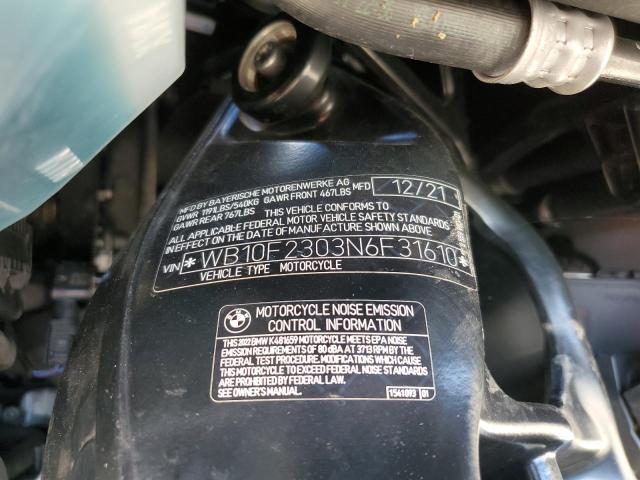 MFD BY BAYERISCHE MOTORENWERKE AG MFD 12/21
GVWR 1191LBS/540KG GAWR FRONT 467LBS
GAWR REAR 767LBS
THIS VEHICLE CONFORMS TO
ALL APPLICABLE FEDERAL MOTOR VEHICLE SAFETY STANDARDS
IN EFFECT ON THE DATE OF MANUFACTURE SHOWN ABOVE
VIN *WB10F2303N6F31610*
VEHICLE TYPE MOTORCYCLE
BMW
MOTORCYCLE NOISE EMISSION
CONTROL INFORMATION
THIS 2022 BMW K481659 MOTORCYCLE MEETS EPA NOISE
EMISSION REQUIREMENTS OF 80 dBA AT 3713 RPM BY THE
FEDERAL TEST PROCEDURE. MODIFICATIONS WHICH CAUSE
THIS MOTORCYCLE TO EXCEED FEDERAL NOISE STANDARDS
ARE PROHIBITED BY FEDERAL LAW.
SEE OWNER'S MANUAL.
1541893 01